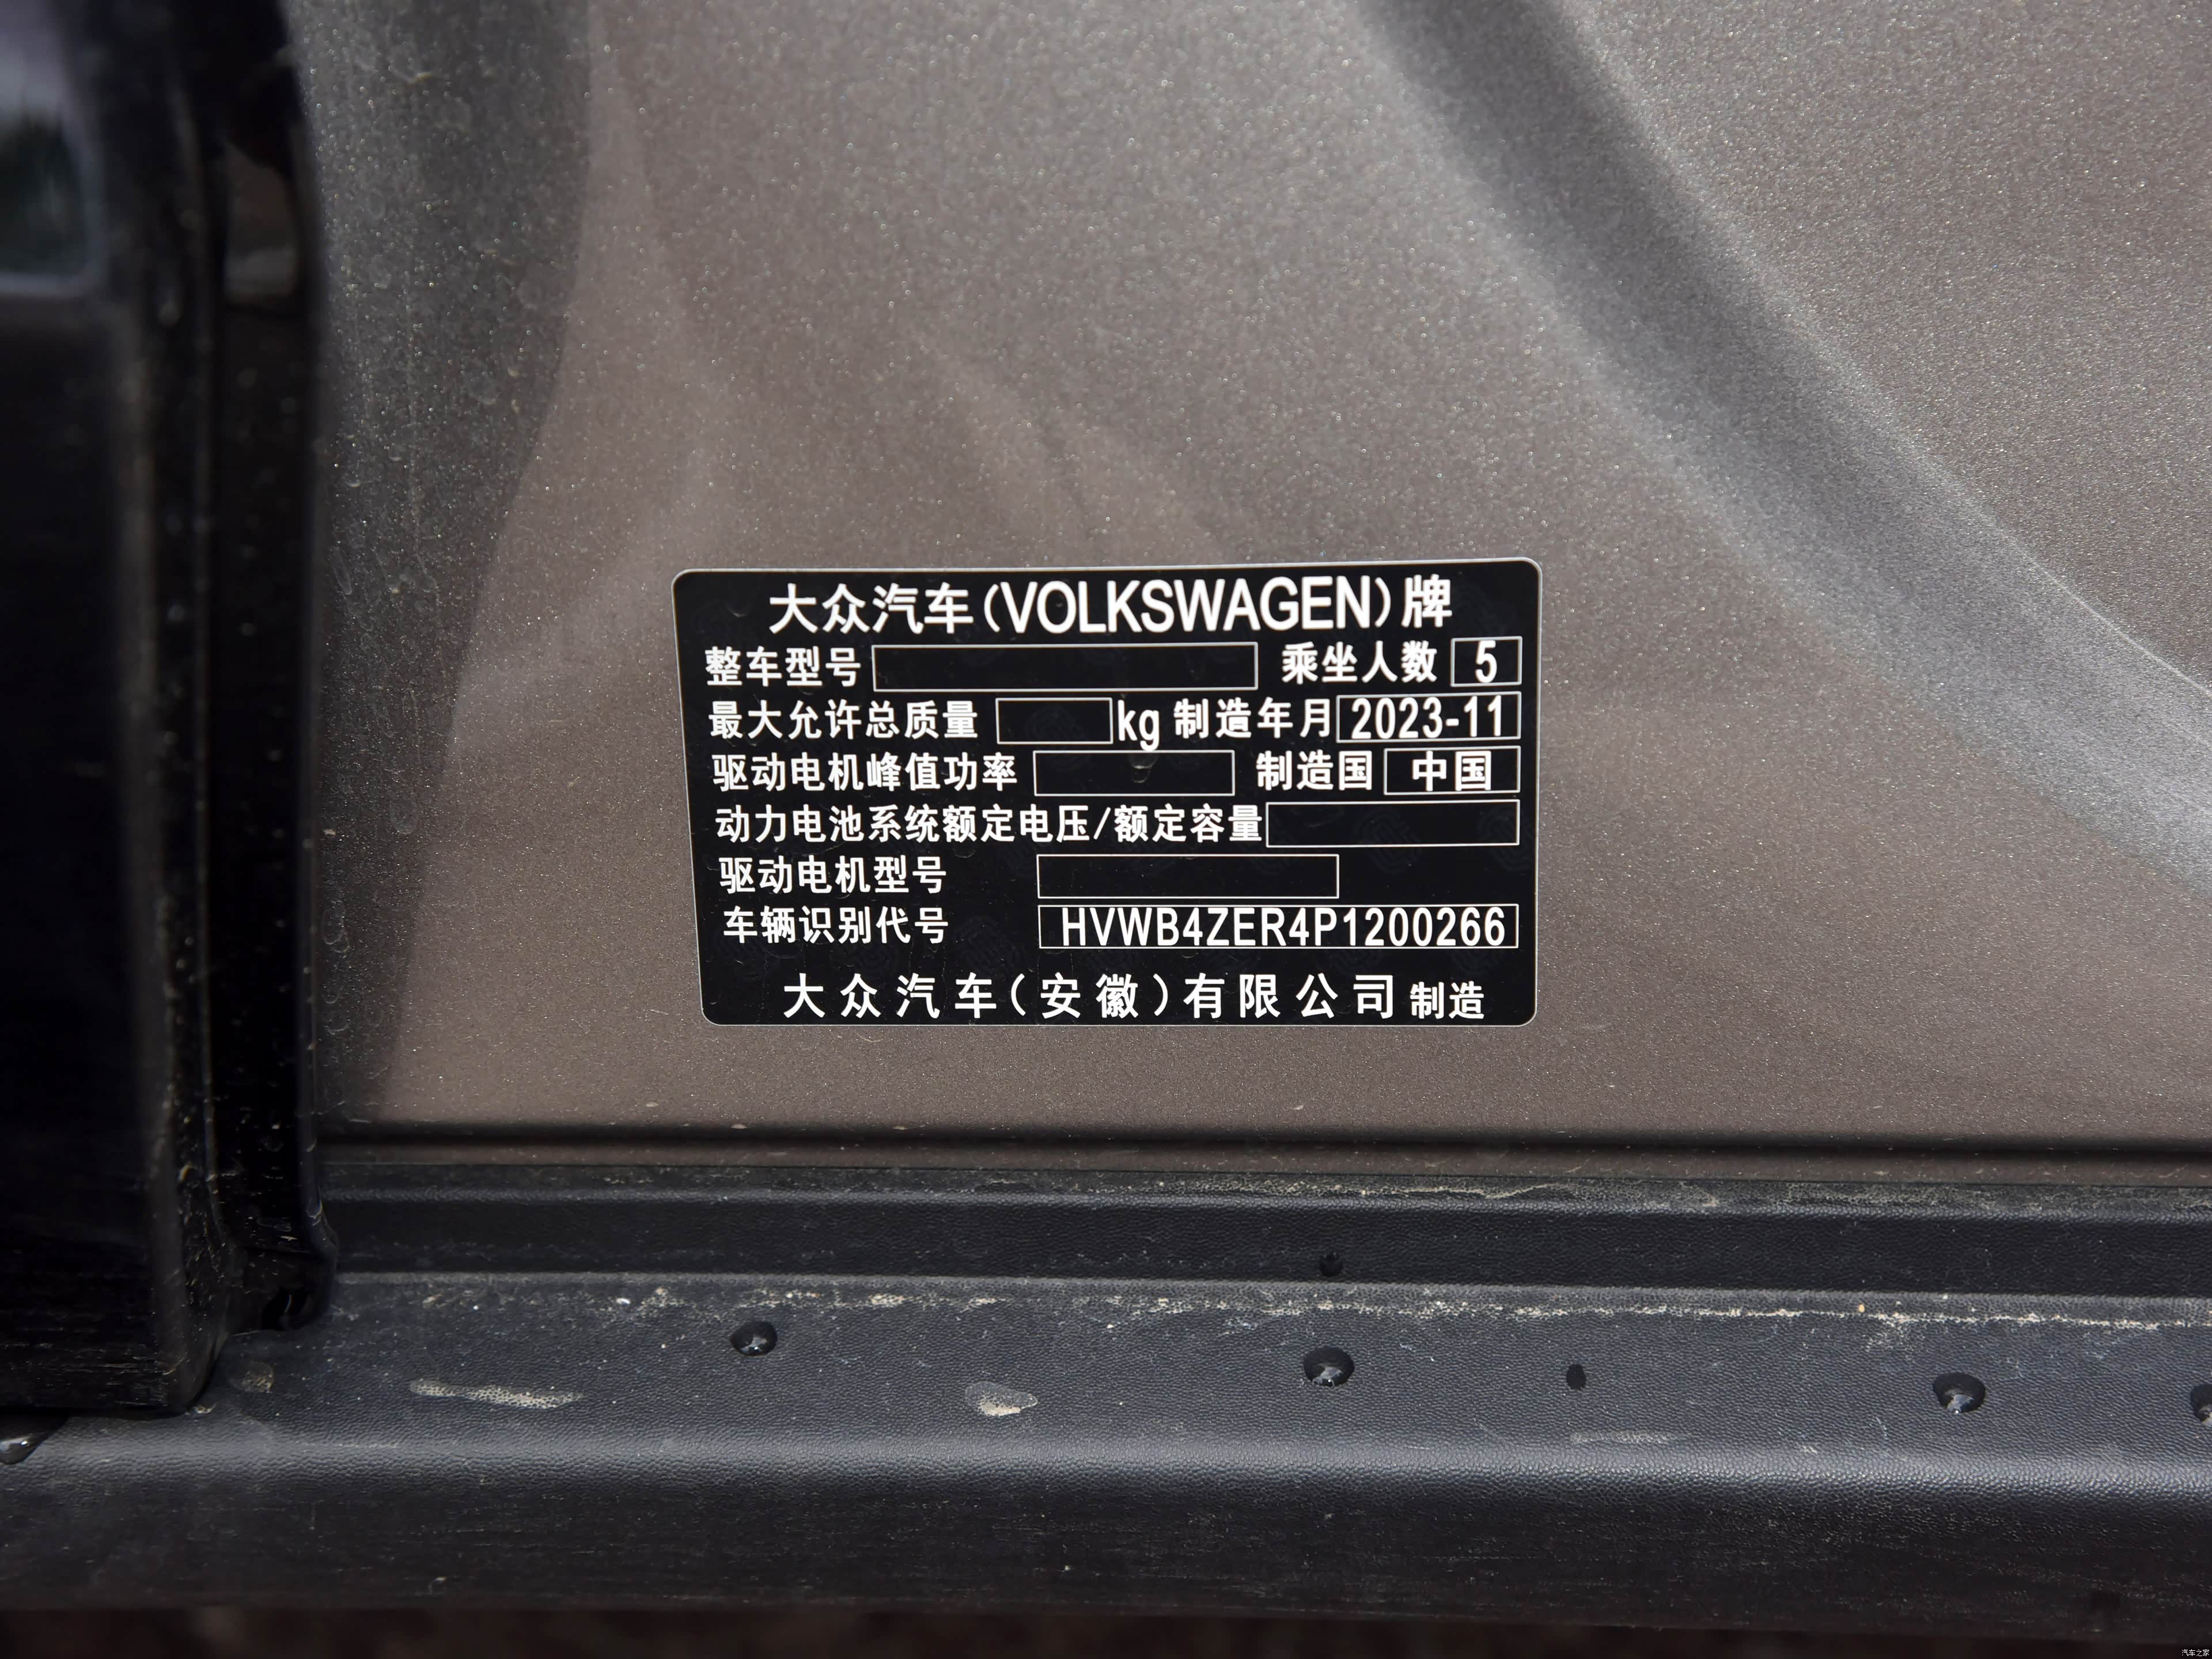 大众汽车(VOLKSWAGEN)牌
整车型号 乘坐人数 5
最大允许总质量 kg 制造年月 2023-11
驱动电机峰值功率 制造国 中国
动力电池系统额定电压/额定容量
驱动电机型号
车辆识别代号 HVWB4ZER4P1200266
大众汽车(安徽)有限公司 制造
汽车之家